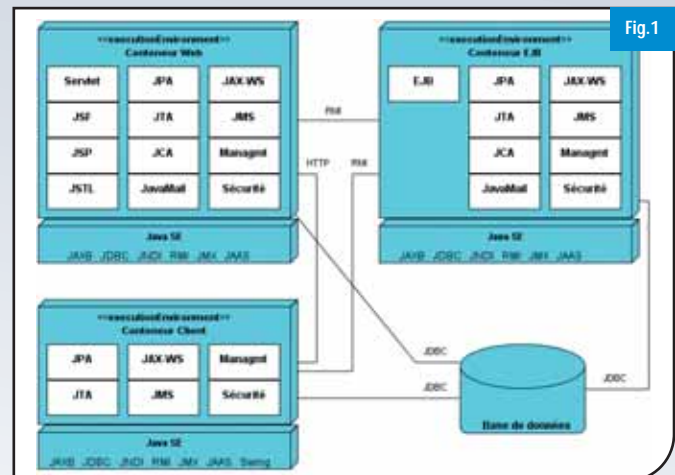 Fig.1
<<executionEnvironment>>
Conteneur Web
Servlet JPA JAX-WS
JSF JTA JMS
JSP JCA Managmt
JSTL JavaMail Sécurité
Java SE
JAXB JDBC JNDI RMI JMX JAAS
<<executionEnvironment>>
Conteneur EJB
EJB JPA JAX-WS
JTA JMS
JCA Managmt
JavaMail Sécurité
Java SE
JAXB JDBC JNDI RMI JMX JAAS
RMI
HTTP RMI
<<executionEnvironment>>
Conteneur Client
JPA JAX-WS Managmt
JTA JMS Sécurité
Java SE
JAXB JDBC JNDI RMI JMX JAAS Swing
JDBC
JDBC
JDBC
Base de données